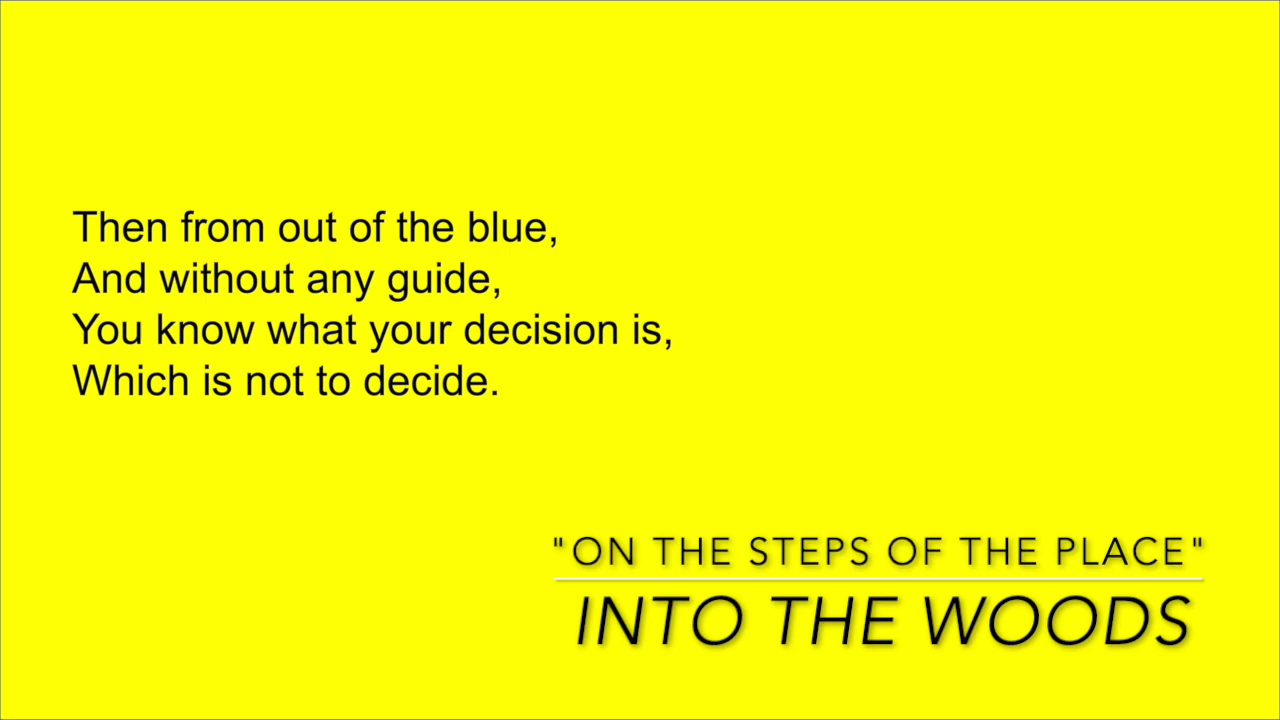 Then from out of the blue,
And without any guide,
You know what your decision is,
Which is not to decide.
"ON THE STEPS OF THE PLACE"
INTO THE WOODS